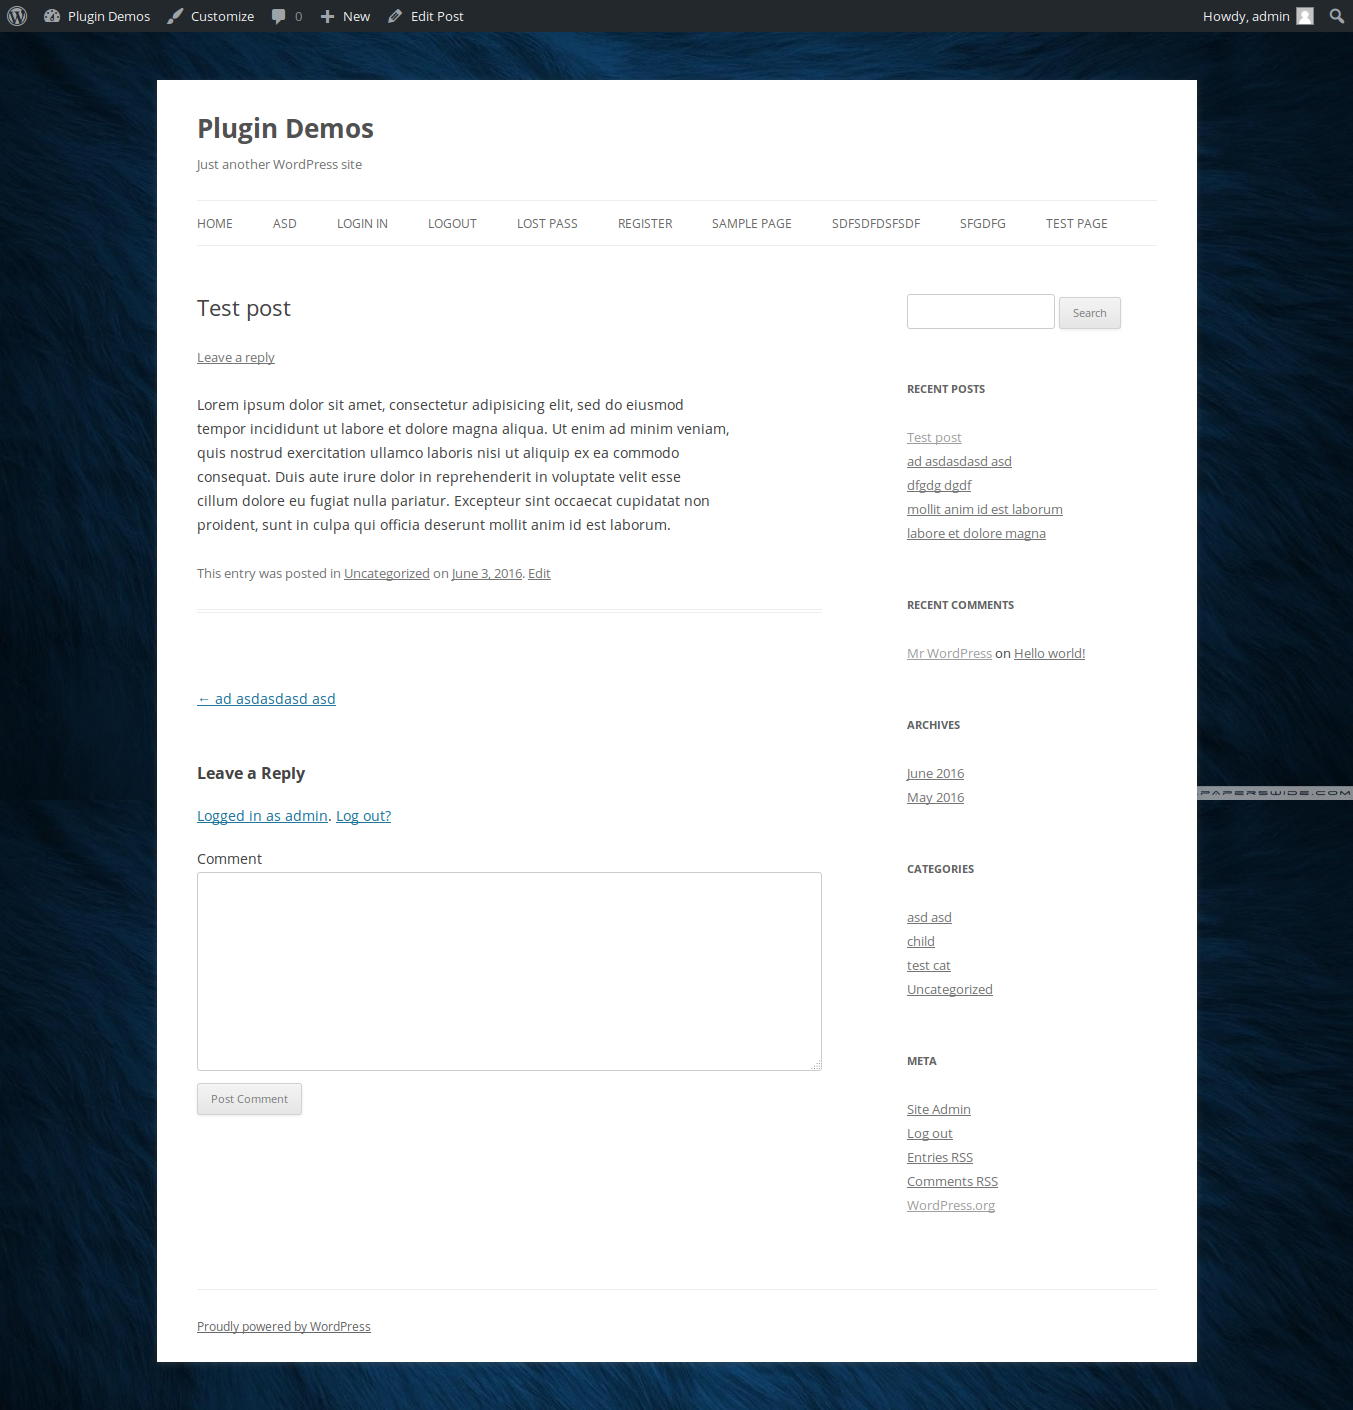 Plugin Demos Customize 0 New Edit Post Howdy, admin
Plugin Demos
Just another WordPress site
HOME ASD LOGIN IN LOGOUT LOST PASS REGISTER SAMPLE PAGE SDFSDFDSFSDF SFGDFG TEST PAGE
Test post
Leave a reply
Lorem ipsum dolor sit amet, consectetur adipisicing elit, sed do eiusmod
tempor incididunt ut labore et dolore magna aliqua. Ut enim ad minim veniam,
quis nostrud exercitation ullamco laboris nisi ut aliquip ex ea commodo
consequat. Duis aute irure dolor in reprehenderit in voluptate velit esse
cillum dolore eu fugiat nulla pariatur. Excepteur sint occaecat cupidatat non
proident, sunt in culpa qui officia deserunt mollit anim id est laborum.
This entry was posted in Uncategorized on June 3, 2016. Edit
← ad asdasdasd asd
Leave a Reply
Logged in as admin. Log out?
Comment
Post Comment
Search
RECENT POSTS
Test post
ad asdasdasd asd
dfgdg dgdf
mollit anim id est laborum
labore et dolore magna
RECENT COMMENTS
Mr WordPress on Hello world!
ARCHIVES
June 2016
May 2016
CATEGORIES
asd asd
child
test cat
Uncategorized
META
Site Admin
Log out
Entries RSS
Comments RSS
WordPress.org
PAPERSWIDE.COM
Proudly powered by WordPress